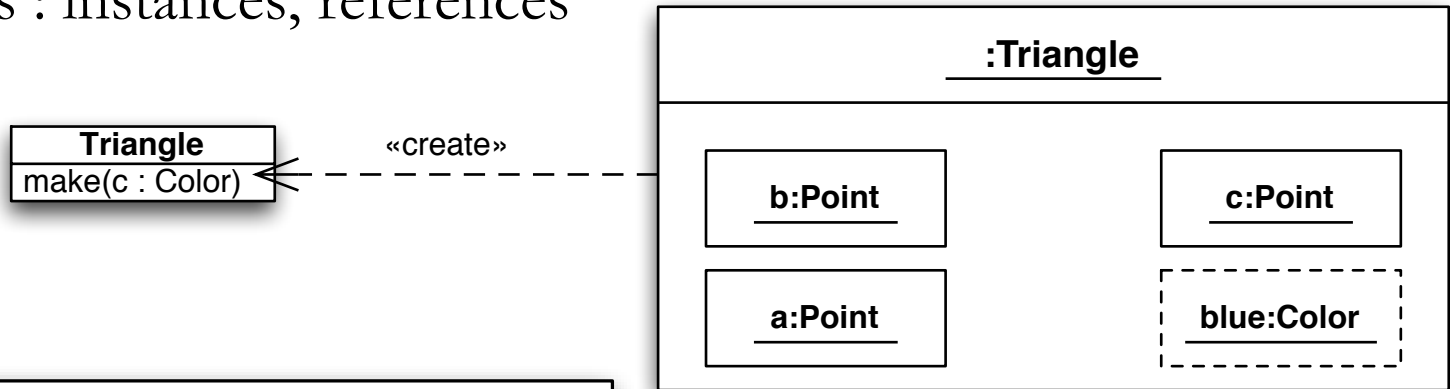 : instances, references
:Triangle
Triangle
«create»
make(c : Color)
b:Point
c:Point
a:Point
blue:Color